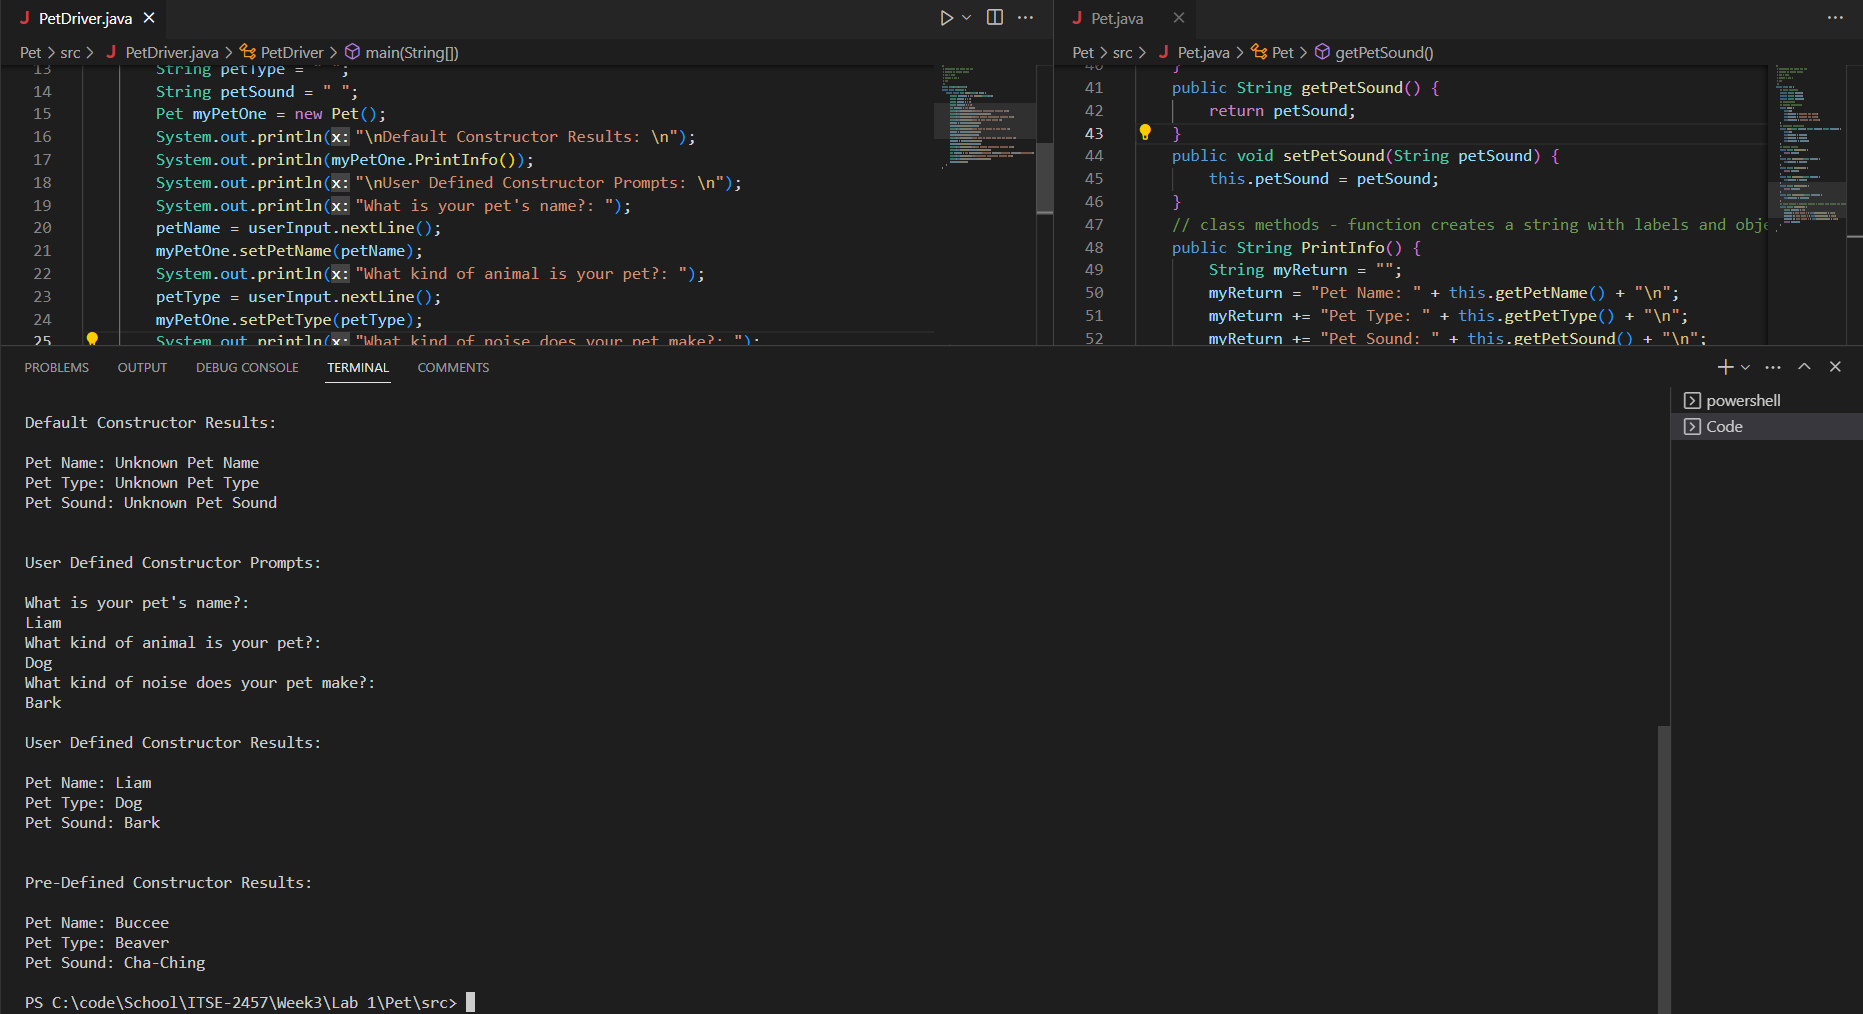 PetDriver.java
Pet > src > PetDriver.java > PetDriver > main(String[])
13 String petType = " ";
14 String petSound = " ";
15 Pet myPetOne = new Pet();
16 System.out.println(x: "\nDefault Constructor Results: \n");
17 System.out.println(myPetOne.PrintInfo());
18 System.out.println(x: "\nUser Defined Constructor Prompts: \n");
19 System.out.println(x: "What is your pet's name?: ");
20 petName = userInput.nextLine();
21 myPetOne.setPetName(petName);
22 System.out.println(x: "What kind of animal is your pet?: ");
23 petType = userInput.nextLine();
24 myPetOne.setPetType(petType);
25 System.out.println(x: "What kind of noise does your pet make?: ");
Pet.java
Pet > src > Pet.java > Pet > getPetSound()
40 }
41 public String getPetSound() {
42 return petSound;
43 }
44 public void setPetSound(String petSound) {
45 this.petSound = petSound;
46 }
47 // class methods - function creates a string with labels and obje
48 public String PrintInfo() {
49 String myReturn = "";
50 myReturn = "Pet Name: " + this.getPetName() + "\n";
51 myReturn += "Pet Type: " + this.getPetType() + "\n";
52 myReturn += "Pet Sound: " + this.getPetSound() + "\n";
PROBLEMS OUTPUT DEBUG CONSOLE TERMINAL COMMENTS
Default Constructor Results:
Pet Name: Unknown Pet Name
Pet Type: Unknown Pet Type
Pet Sound: Unknown Pet Sound
User Defined Constructor Prompts:
What is your pet's name?:
Liam
What kind of animal is your pet?:
Dog
What kind of noise does your pet make?:
Bark
User Defined Constructor Results:
Pet Name: Liam
Pet Type: Dog
Pet Sound: Bark
Pre-Defined Constructor Results:
Pet Name: Buccee
Pet Type: Beaver
Pet Sound: Cha-Ching
PS C:\code\School\ITSE-2457\Week3\Lab 1\Pet\src>
powershell
Code